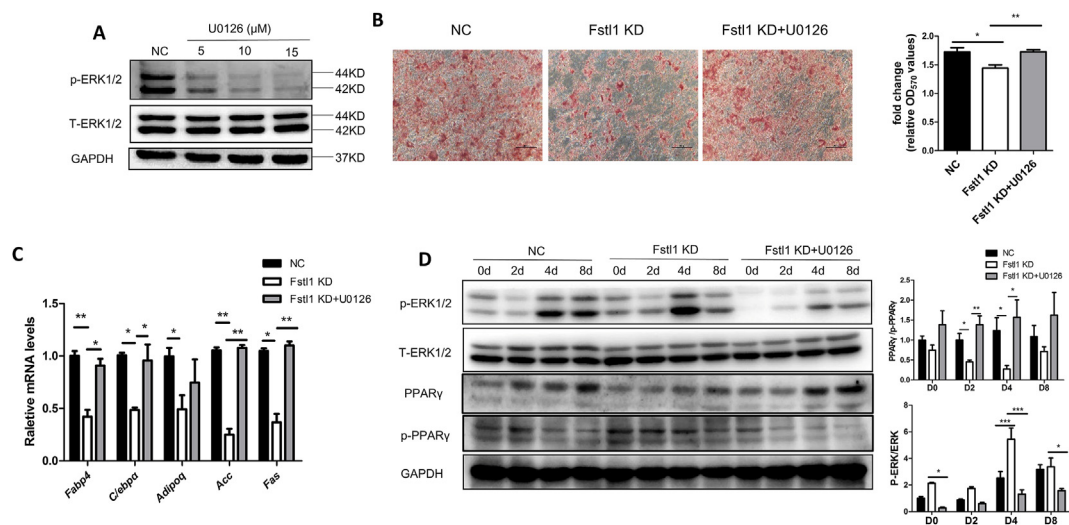 A
U0126 (μM)
NC 5 10 15
p-ERK1/2
44KD
42KD
T-ERK1/2
44KD
42KD
GAPDH
37KD
B
NC
Fstl1 KD
Fstl1 KD+U0126
fold change
(relative OD570 values)
2.0
1.5
1.0
0.5
0.0
*
**
NC
Fstl1 KD
Fstl1 KD+U0126
C
NC
Fstl1 KD
Fstl1 KD+U0126
Raletive mRNA levels
1.5
1.0
0.5
0.0
** * * * * ** ** * **
Fabp4 C/ebpα Adipoq Acc Fas
D
NC Fstl1 KD Fstl1 KD+U0126
0d 2d 4d 8d 0d 2d 4d 8d 0d 2d 4d 8d
p-ERK1/2
T-ERK1/2
PPARγ
p-PPARγ
GAPDH
NC
Fstl1 KD
Fstl1 KD+U0126
PPARγ /p-PPARγ
2.0
1.5
1.0
0.5
0.0
* ** * *
D0 D2 D4 D8
P-ERK/ERK
8
6
4
2
0
* *** *** *
D0 D2 D4 D8